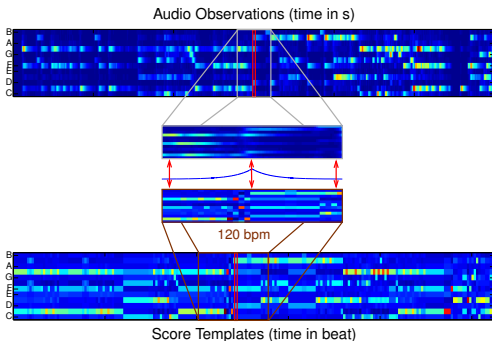 Audio Observations (time in s)
B
A
G
F
E
D
C
120 bpm
B
A
G
F
E
D
C
Score Templates (time in beat)